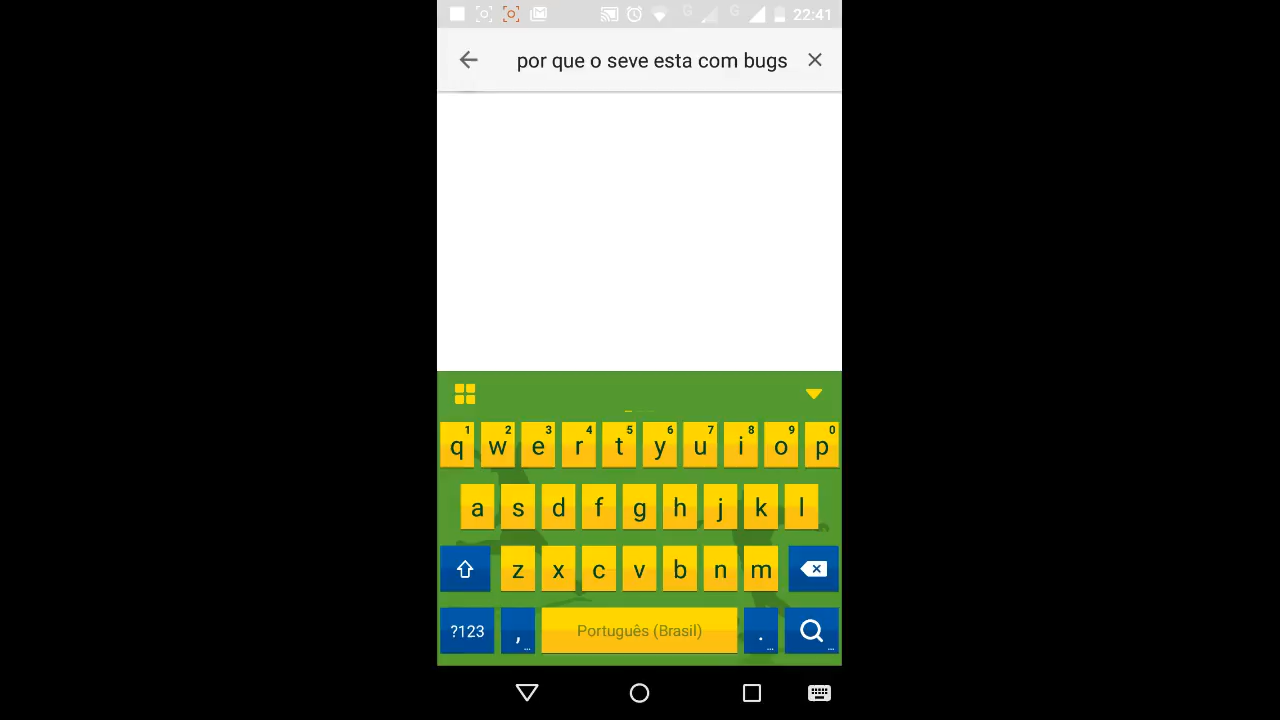 G G 22:41
por que o seve esta com bugs
1 2 3 4 5 6 7 8 9 0
q w e r t y u i o p
a s d f g h j k l
z x c v b n m
?123 , ... Português (Brasil) . ... ...